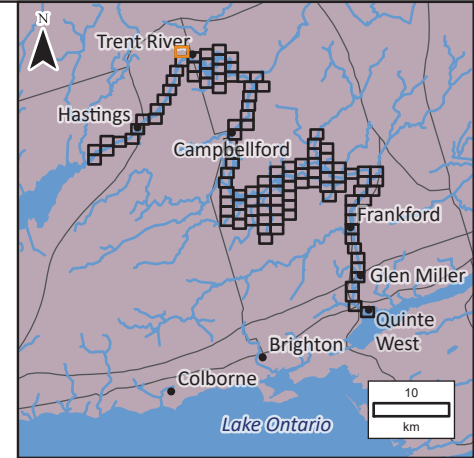 N
Trent River
Hastings
Campbellford
Frankford
Glen Miller
Quinte
West
Brighton
Colborne
10
km
Lake Ontario